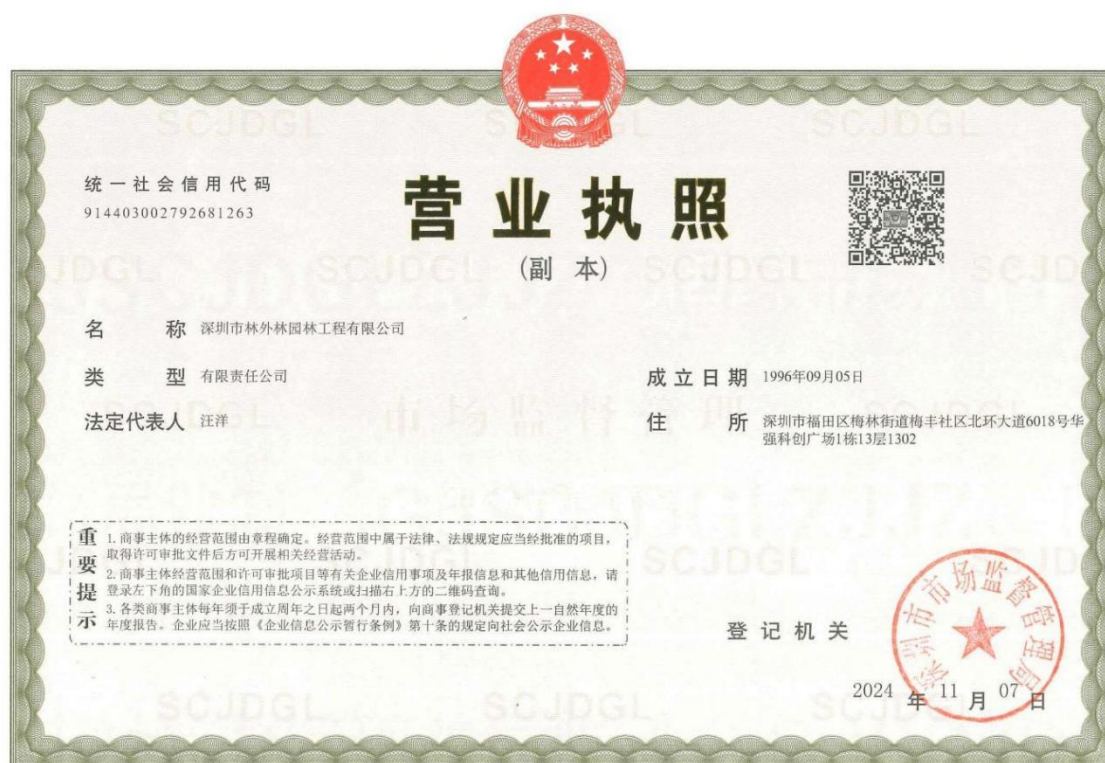 统一社会信用代码
914403002792681263
营业执照
(副 本)
名 称 深圳市林外林园林工程有限公司
类 型 有限责任公司
成立日期 1996年09月05日
法定代表人 汪洋
住 所 深圳市福田区梅林街道梅丰社区北环大道6018号华
强科创广场1栋13层1302
重要提示
1. 商事主体的经营范围由章程确定。经营范围中属于法律、法规规定应当经批准的项目，
取得许可审批文件后方可开展相关经营活动。
2. 商事主体经营范围和许可审批项目等有关企业信用事项及年报信息和其他信用信息，请
登录左下角的国家企业信用信息公示系统或扫描右上方的二维码查询。
3. 各类商事主体每年须于成立周年之日起两个月内，向商事登记机关提交上一自然年度的
年度报告。企业应当按照《企业信息公示暂行条例》第十条的规定向社会公示企业信息。
登记机关
深圳市市场监督管理局
2024 年 11 月 07 日
SCJDGL
市场监督管理